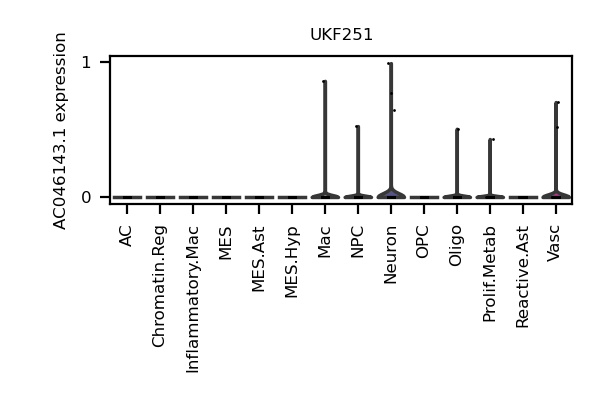 UKF251
AC046143.1 expression
1
0
AC
Chromatin.Reg
Inflammatory.Mac
MES
MES.Ast
MES.Hyp
Mac
NPC
Neuron
OPC
Oligo
Prolif.Metab
Reactive.Ast
Vasc